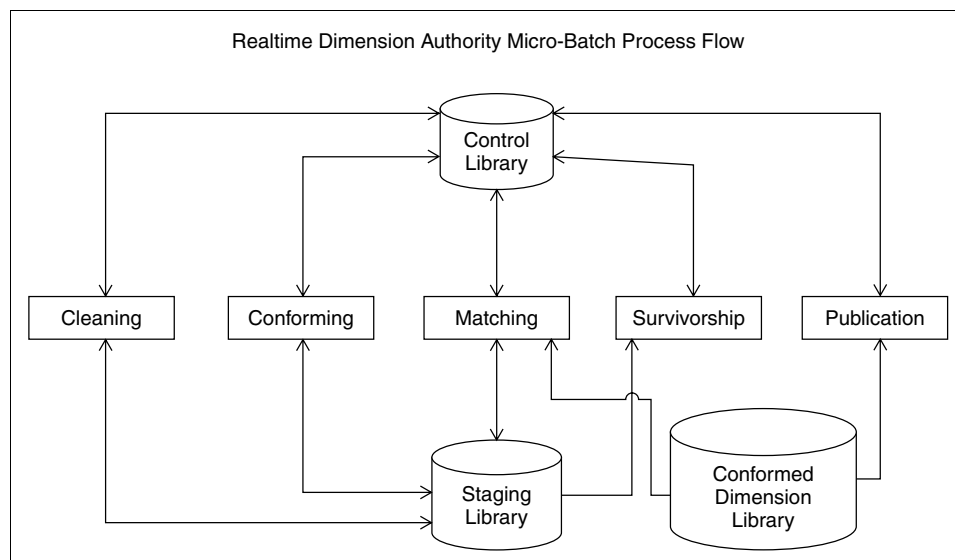 Realtime Dimension Authority Micro-Batch Process Flow
Control
Library
Cleaning
Conforming
Matching
Survivorship
Publication
Staging
Library
Conformed
Dimension
Library